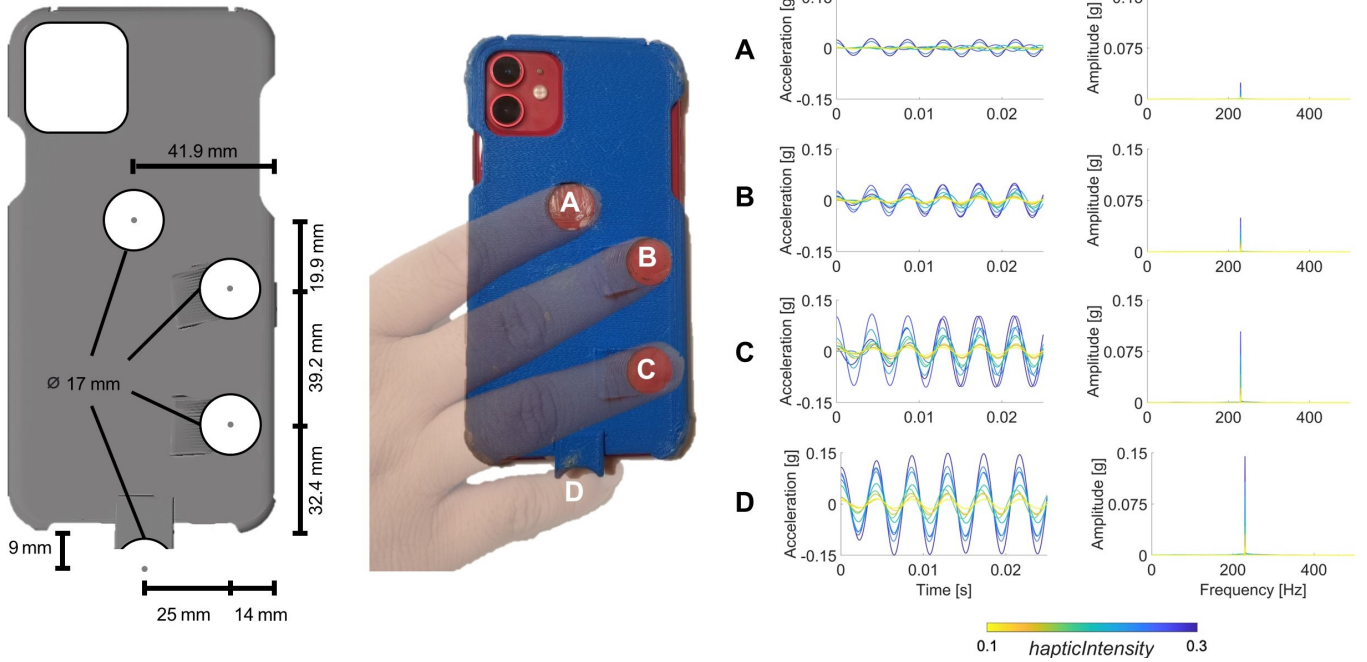 41.9 mm
19.9 mm
39.2 mm
32.4 mm
Ø 17 mm
9 mm
25 mm
14 mm
A
B
C
D
A
Acceleration [g]
0.15
0
-0.15
0
0.01
0.02
Amplitude [g]
0.15
0.075
0
0
200
400
B
Acceleration [g]
0.15
0
-0.15
0
0.01
0.02
Amplitude [g]
0.15
0.075
0
0
200
400
C
Acceleration [g]
0.15
0
-0.15
0
0.01
0.02
Amplitude [g]
0.15
0.075
0
0
200
400
D
Acceleration [g]
0.15
0
-0.15
0
0.01
0.02
Time [s]
Amplitude [g]
0.15
0.075
0
0
200
400
Frequency [Hz]
0.1
hapticIntensity
0.3